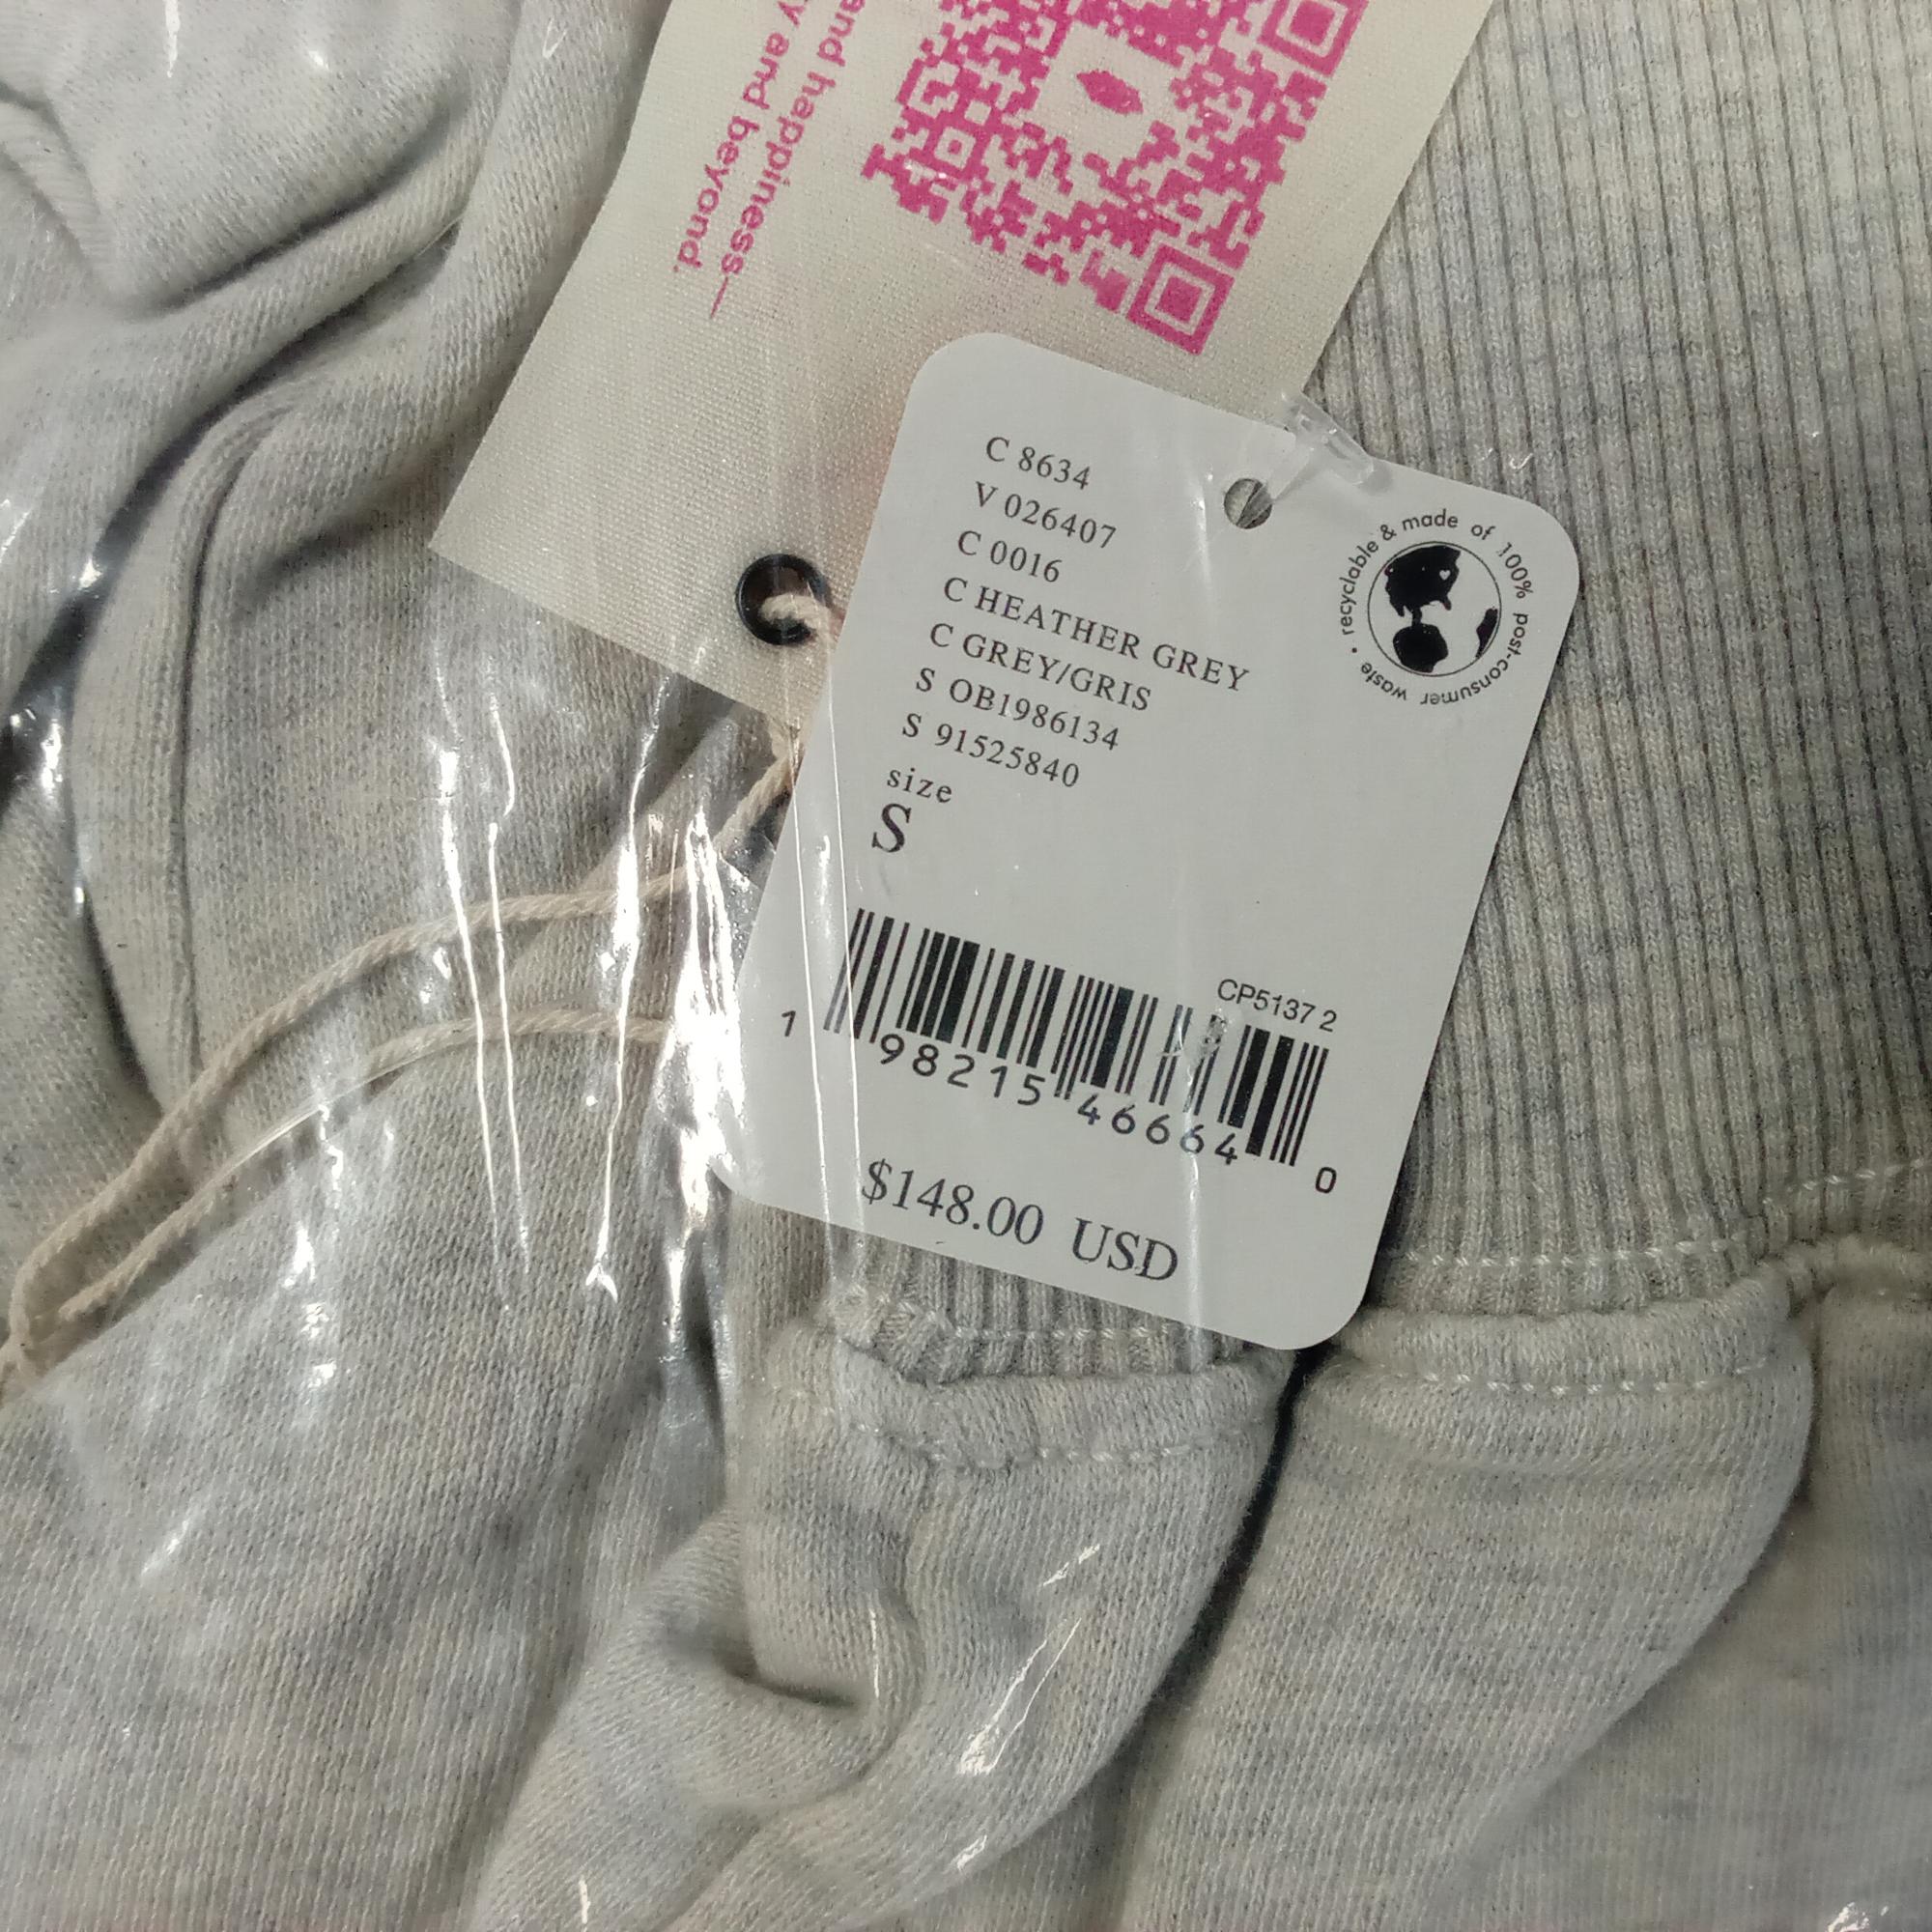 and happiness—
y and beyond.
C 8634
V 026407
C 0016
C HEATHER GREY
C GREY/GRIS
S OB1986134
S 91525840
size
S
recyclable & made of 100% post-consumer waste •
CP5137 2
1 98215 46664 0
$148.00 USD